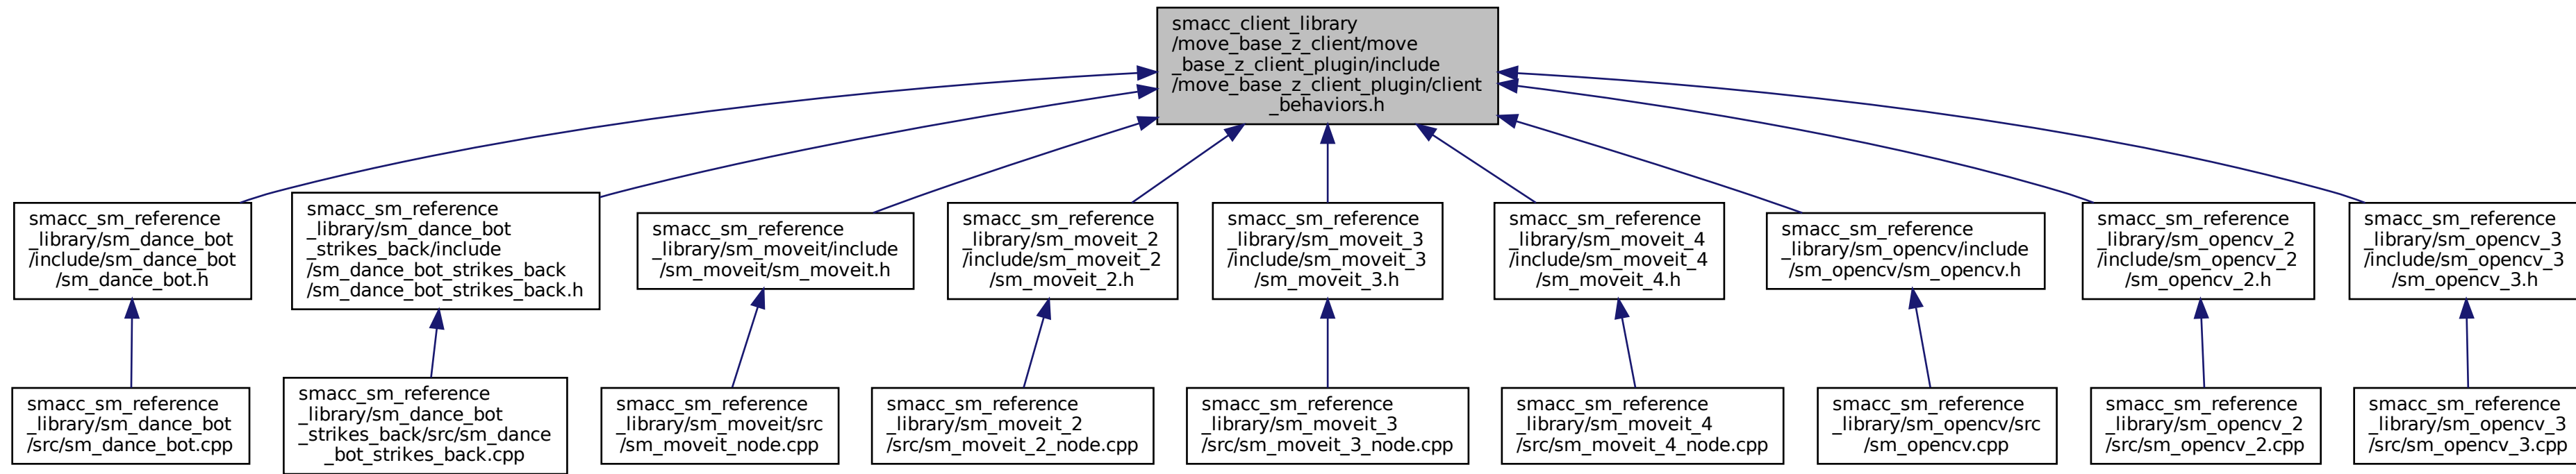 smacc_client_library
/move_base_z_client/move
_base_z_client_plugin/include
/move_base_z_client_plugin/client
_behaviors.h
smacc_sm_reference
_library/sm_dance_bot
/include/sm_dance_bot
/sm_dance_bot.h
smacc_sm_reference
_library/sm_dance_bot
_strikes_back/include
/sm_dance_bot_strikes_back
/sm_dance_bot_strikes_back.h
smacc_sm_reference
_library/sm_moveit/include
/sm_moveit/sm_moveit.h
smacc_sm_reference
_library/sm_moveit_2
/include/sm_moveit_2
/sm_moveit_2.h
smacc_sm_reference
_library/sm_moveit_3
/include/sm_moveit_3
/sm_moveit_3.h
smacc_sm_reference
_library/sm_moveit_4
/include/sm_moveit_4
/sm_moveit_4.h
smacc_sm_reference
_library/sm_opencv/include
/sm_opencv/sm_opencv.h
smacc_sm_reference
_library/sm_opencv_2
/include/sm_opencv_2
/sm_opencv_2.h
smacc_sm_reference
_library/sm_opencv_3
/include/sm_opencv_3
/sm_opencv_3.h
smacc_sm_reference
_library/sm_dance_bot
/src/sm_dance_bot.cpp
smacc_sm_reference
_library/sm_dance_bot
_strikes_back/src/sm_dance
_bot_strikes_back.cpp
smacc_sm_reference
_library/sm_moveit/src
/sm_moveit_node.cpp
smacc_sm_reference
_library/sm_moveit_2
/src/sm_moveit_2_node.cpp
smacc_sm_reference
_library/sm_moveit_3
/src/sm_moveit_3_node.cpp
smacc_sm_reference
_library/sm_moveit_4
/src/sm_moveit_4_node.cpp
smacc_sm_reference
_library/sm_opencv/src
/sm_opencv.cpp
smacc_sm_reference
_library/sm_opencv_2
/src/sm_opencv_2.cpp
smacc_sm_reference
_library/sm_opencv_3
/src/sm_opencv_3.cpp